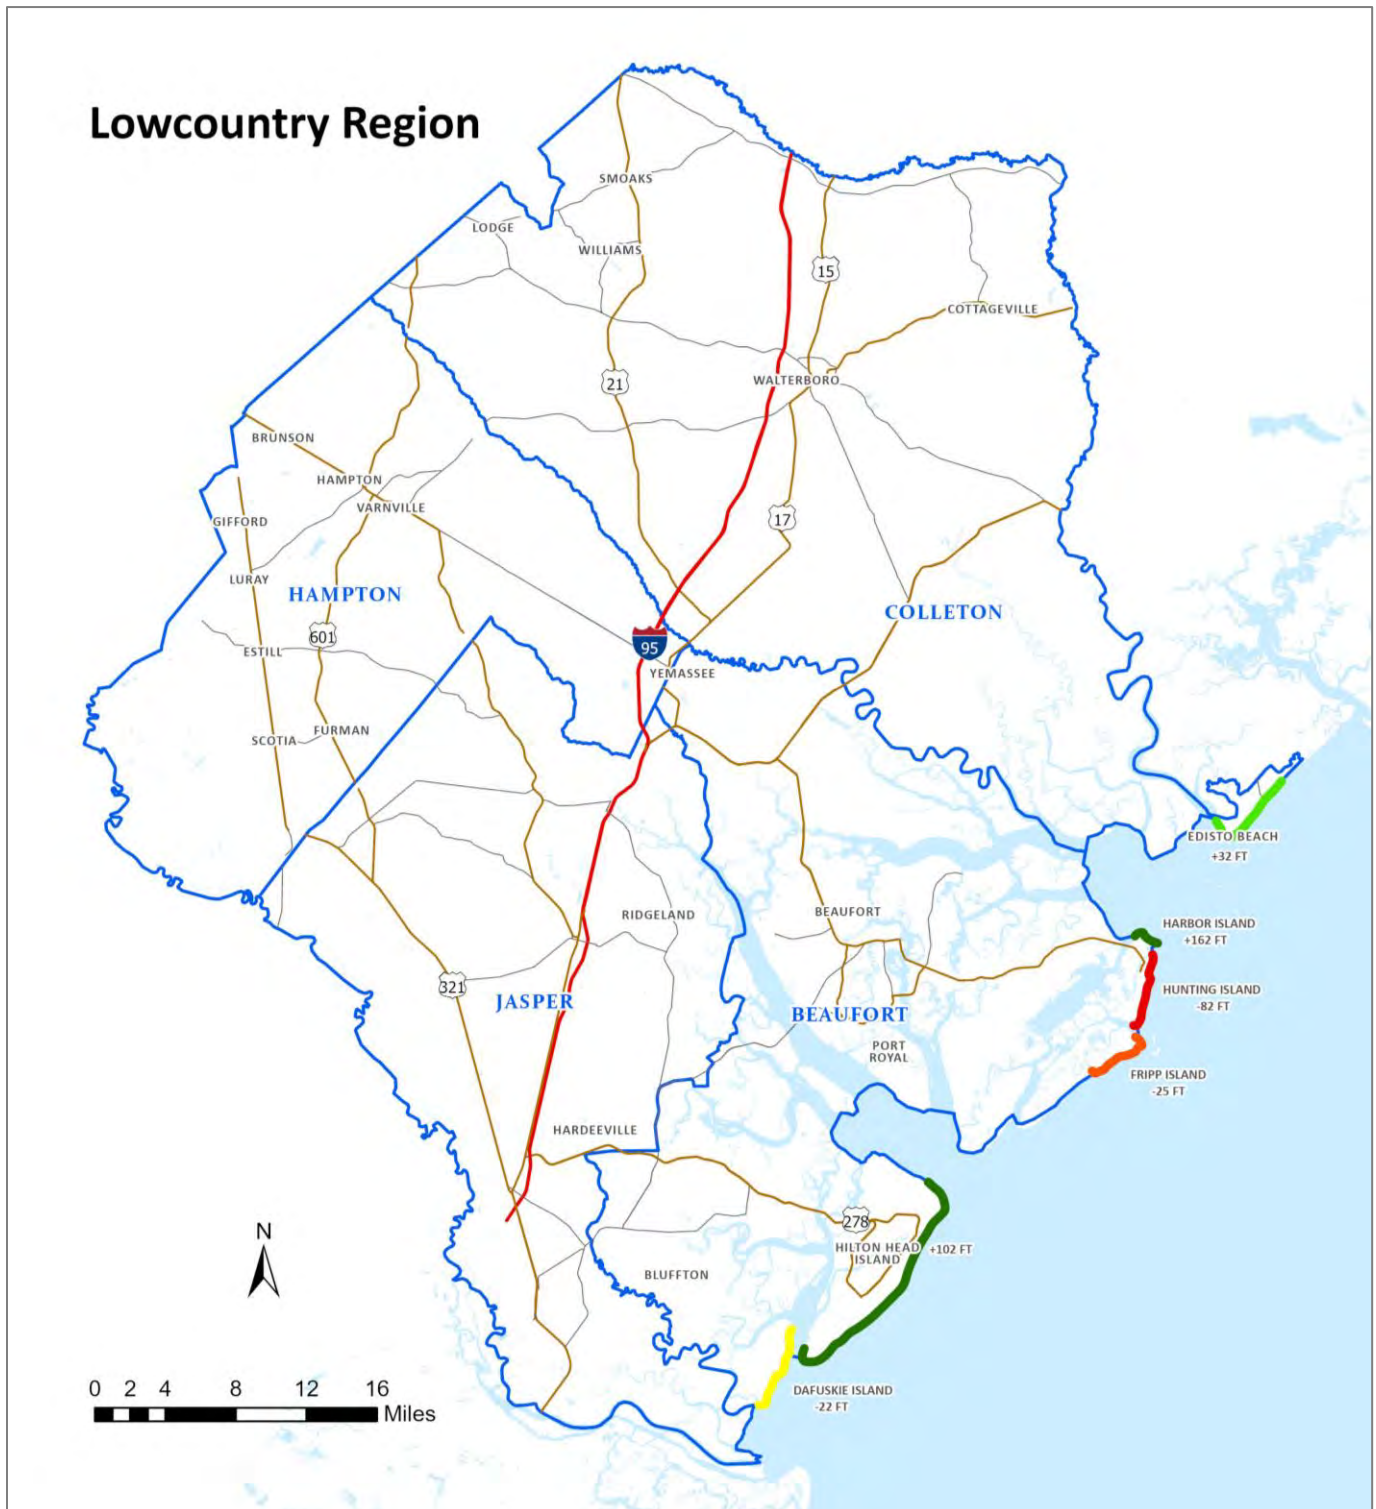 Lowcountry Region
SMOAKS
LODGE
WILLIAMS
15
COTTAGEVILLE
21
WALTERBORO
BRUNSON
HAMPTON
VARNVILLE
GIFFORD
17
LURAY
HAMPTON
COLLETON
601
95
ESTILL
YEMASSEE
FURMAN
SCOTIA
EDISTO BEACH
+32 FT
RIDGELAND
BEAUFORT
HARBOR ISLAND
+162 FT
321
JASPER
HUNTING ISLAND
-82 FT
BEAUFORT
PORT
ROYAL
FRIPP ISLAND
-25 FT
HARDEEVILLE
278
HILTON HEAD
ISLAND
+102 FT
N
BLUFFTON
DAFUSKIE ISLAND
-22 FT
0 2 4 8 12 16
Miles